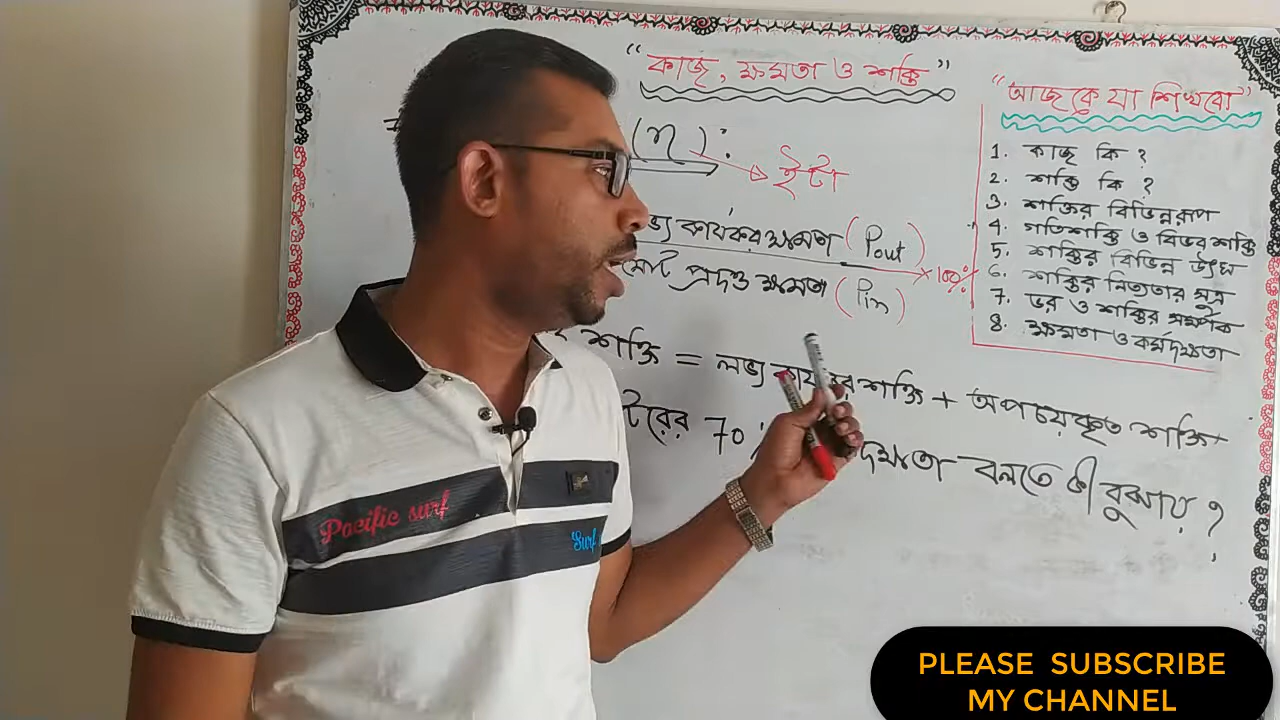 “কাজ, ক্ষমতা ও শক্তি”
(η) :
ইটা
কার্যকর ক্ষমতা (Pout)
প্রদত্ত ক্ষমতা (Pin)
× 100%
শক্তি = লভ্য শক্তি + অপচয়কৃত শক্তি
70 দক্ষতা বলতে কী বুঝায় ?
“আজকে যা শিখবো”
1. কাজ কি ?
2. শক্তি কি ?
3. শক্তির বিভিন্নরূপ
4. গতিশক্তি ও বিভব শক্তি
5. শক্তির বিভিন্ন উৎস
6. শক্তির নিত্যতার সূত্র
7. ভর ও শক্তির সম্পর্ক
8. ক্ষমতা ও কর্মদক্ষতা
Pacific surf
Surf
PLEASE SUBSCRIBE
MY CHANNEL